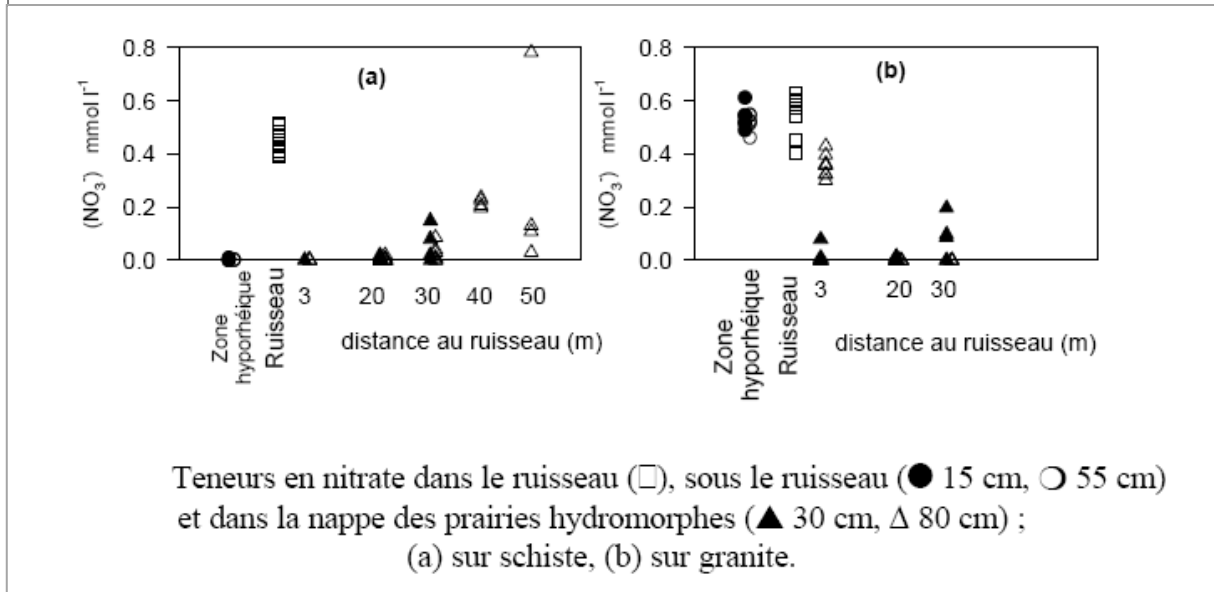 (a)
(NO3-) mmol l-1
0.8
0.6
0.4
0.2
0.0
Zone hyporhéique
Ruisseau
3 20 30 40 50
distance au ruisseau (m)
(b)
(NO3-) mmol l-1
0.8
0.6
0.4
0.2
0.0
Zone hyporhéique
Ruisseau
3 20 30
distance au ruisseau (m)
Teneurs en nitrate dans le ruisseau (□), sous le ruisseau (● 15 cm, ❍ 55 cm)
et dans la nappe des prairies hydromorphes (▲ 30 cm, Δ 80 cm) ;
(a) sur schiste, (b) sur granite.